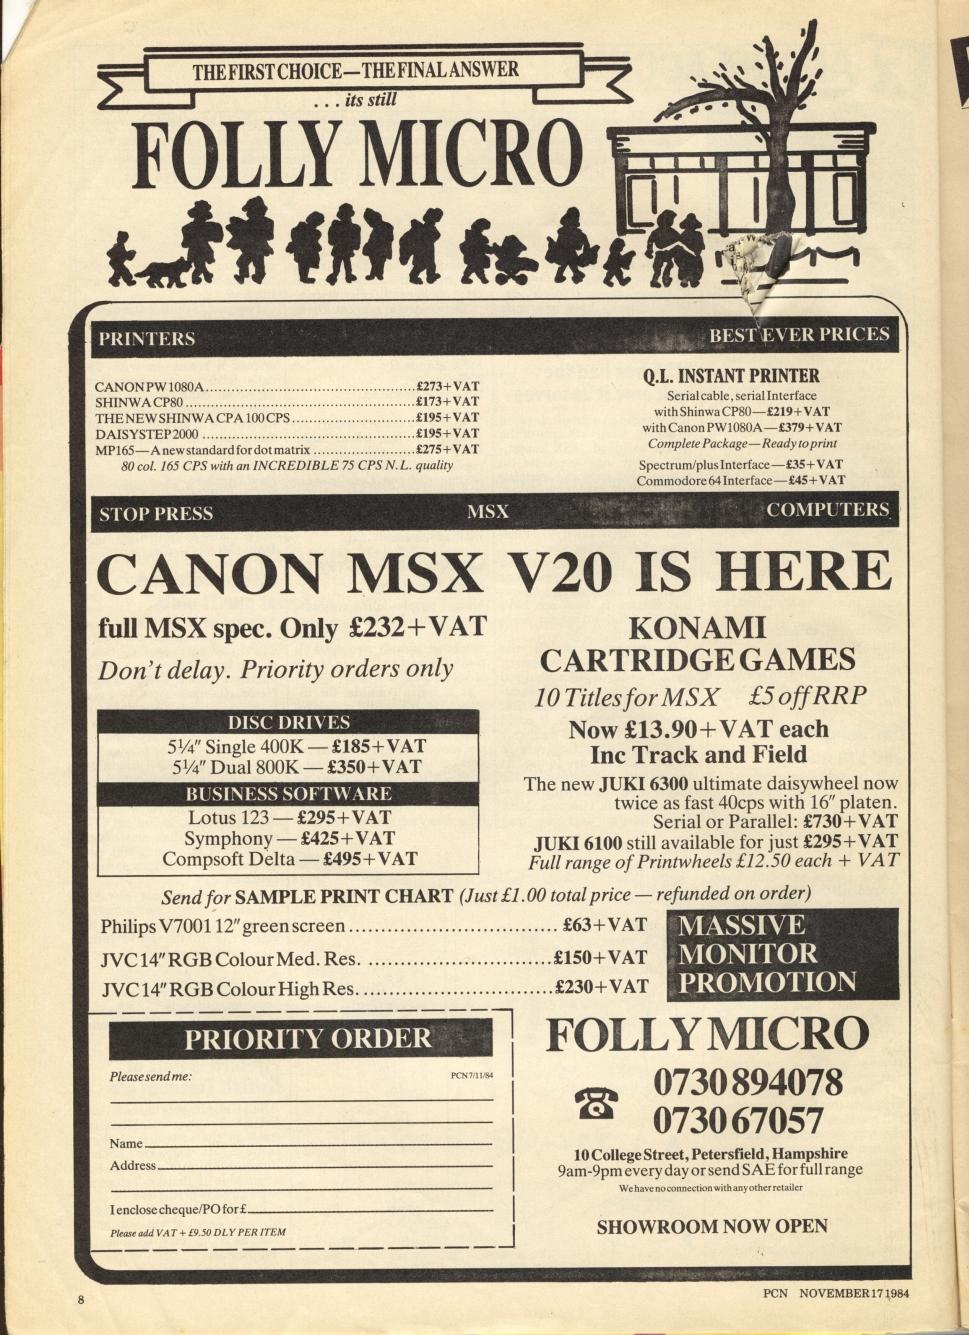 THE FIRST CHOICE—THE FINAL ANSWER
. . . its still
FOLLY MICRO
PRINTERS BEST EVER PRICES
CANON PW 1080A £273+VAT
SHINWA CP80 £173+VAT
THE NEW SHINWA CPA 100 CPS £195+VAT
DAISYSTEP 2000 £195+VAT
MP165—A new standard for dot matrix £275+VAT
80 col. 165 CPS with an INCREDIBLE 75 CPS N.L. quality
Q.L. INSTANT PRINTER
Serial cable, serial Interface
with Shinwa CP80—£219+VAT
with Canon PW1080A—£379+VAT
Complete Package—Ready to print
Spectrum/plus Interface—£35+VAT
Commodore 64 Interface—£45+VAT
STOP PRESS MSX COMPUTERS
CANON MSX V20 IS HERE
full MSX spec. Only £232+VAT
Don't delay. Priority orders only
KONAMI
CARTRIDGE GAMES
10 Titles for MSX £5 off RRP
Now £13.90+VAT each
Inc Track and Field
DISC DRIVES
5¼" Single 400K — £185+VAT
5¼" Dual 800K — £350+VAT
BUSINESS SOFTWARE
Lotus 123 — £295+VAT
Symphony — £425+VAT
Compsoft Delta — £495+VAT
The new JUKI 6300 ultimate daisywheel now
twice as fast 40cps with 16" platen.
Serial or Parallel: £730+VAT
JUKI 6100 still available for just £295+VAT
Full range of Printwheels £12.50 each + VAT
Send for SAMPLE PRINT CHART (Just £1.00 total price — refunded on order)
Philips V7001 12" green screen £63+VAT
JVC 14" RGB Colour Med. Res. £150+VAT
JVC 14" RGB Colour High Res. £230+VAT
MASSIVE
MONITOR
PROMOTION
PRIORITY ORDER
Please send me: PCN 7/11/84
Name
Address
I enclose cheque/PO for £
Please add VAT + £9.50 DLY PER ITEM
FOLLY MICRO
0730 894078
0730 67057
10 College Street, Petersfield, Hampshire
9am-9pm every day or send SAE for full range
We have no connection with any other retailer
SHOWROOM NOW OPEN
8
PCN NOVEMBER 17 1984